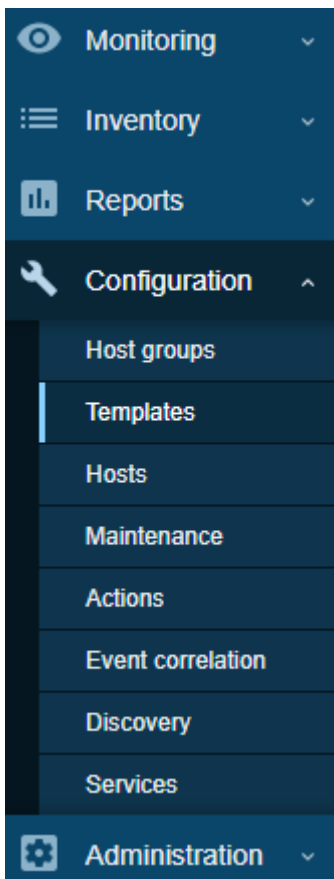 Monitoring
Inventory
Reports
Configuration
Host groups
Templates
Hosts
Maintenance
Actions
Event correlation
Discovery
Services
Administration